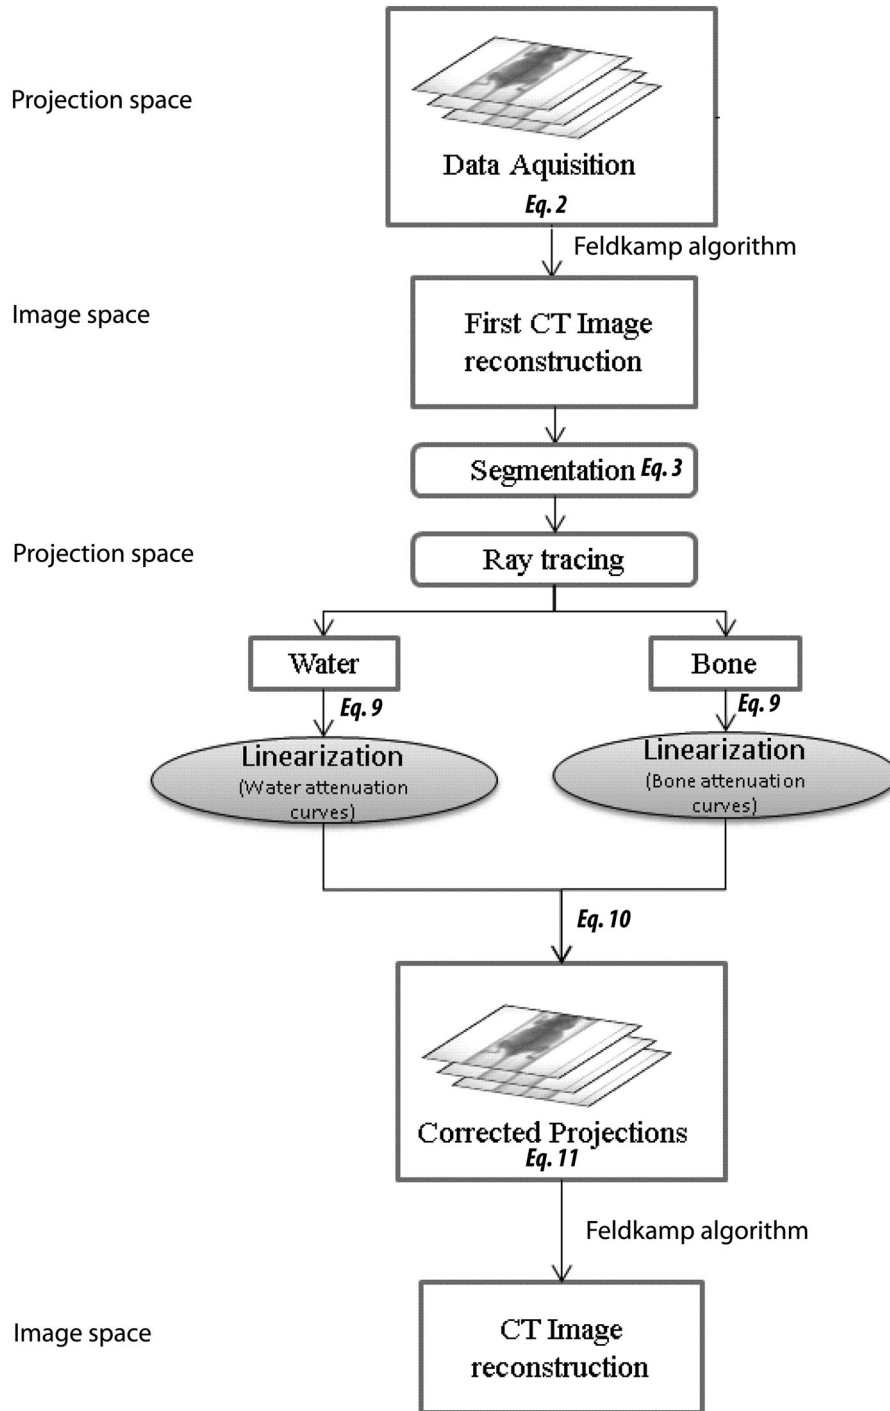 Projection space
Data Aquisition
Eq. 2
Feldkamp algorithm
Image space
First CT Image
reconstruction
Segmentation Eq. 3
Projection space
Ray tracing
Water
Bone
Eq. 9
Eq. 9
Linearization
(Water attenuation
curves)
Linearization
(Bone attenuation
curves)
Eq. 10
Corrected Projections
Eq. 11
Feldkamp algorithm
Image space
CT Image
reconstruction